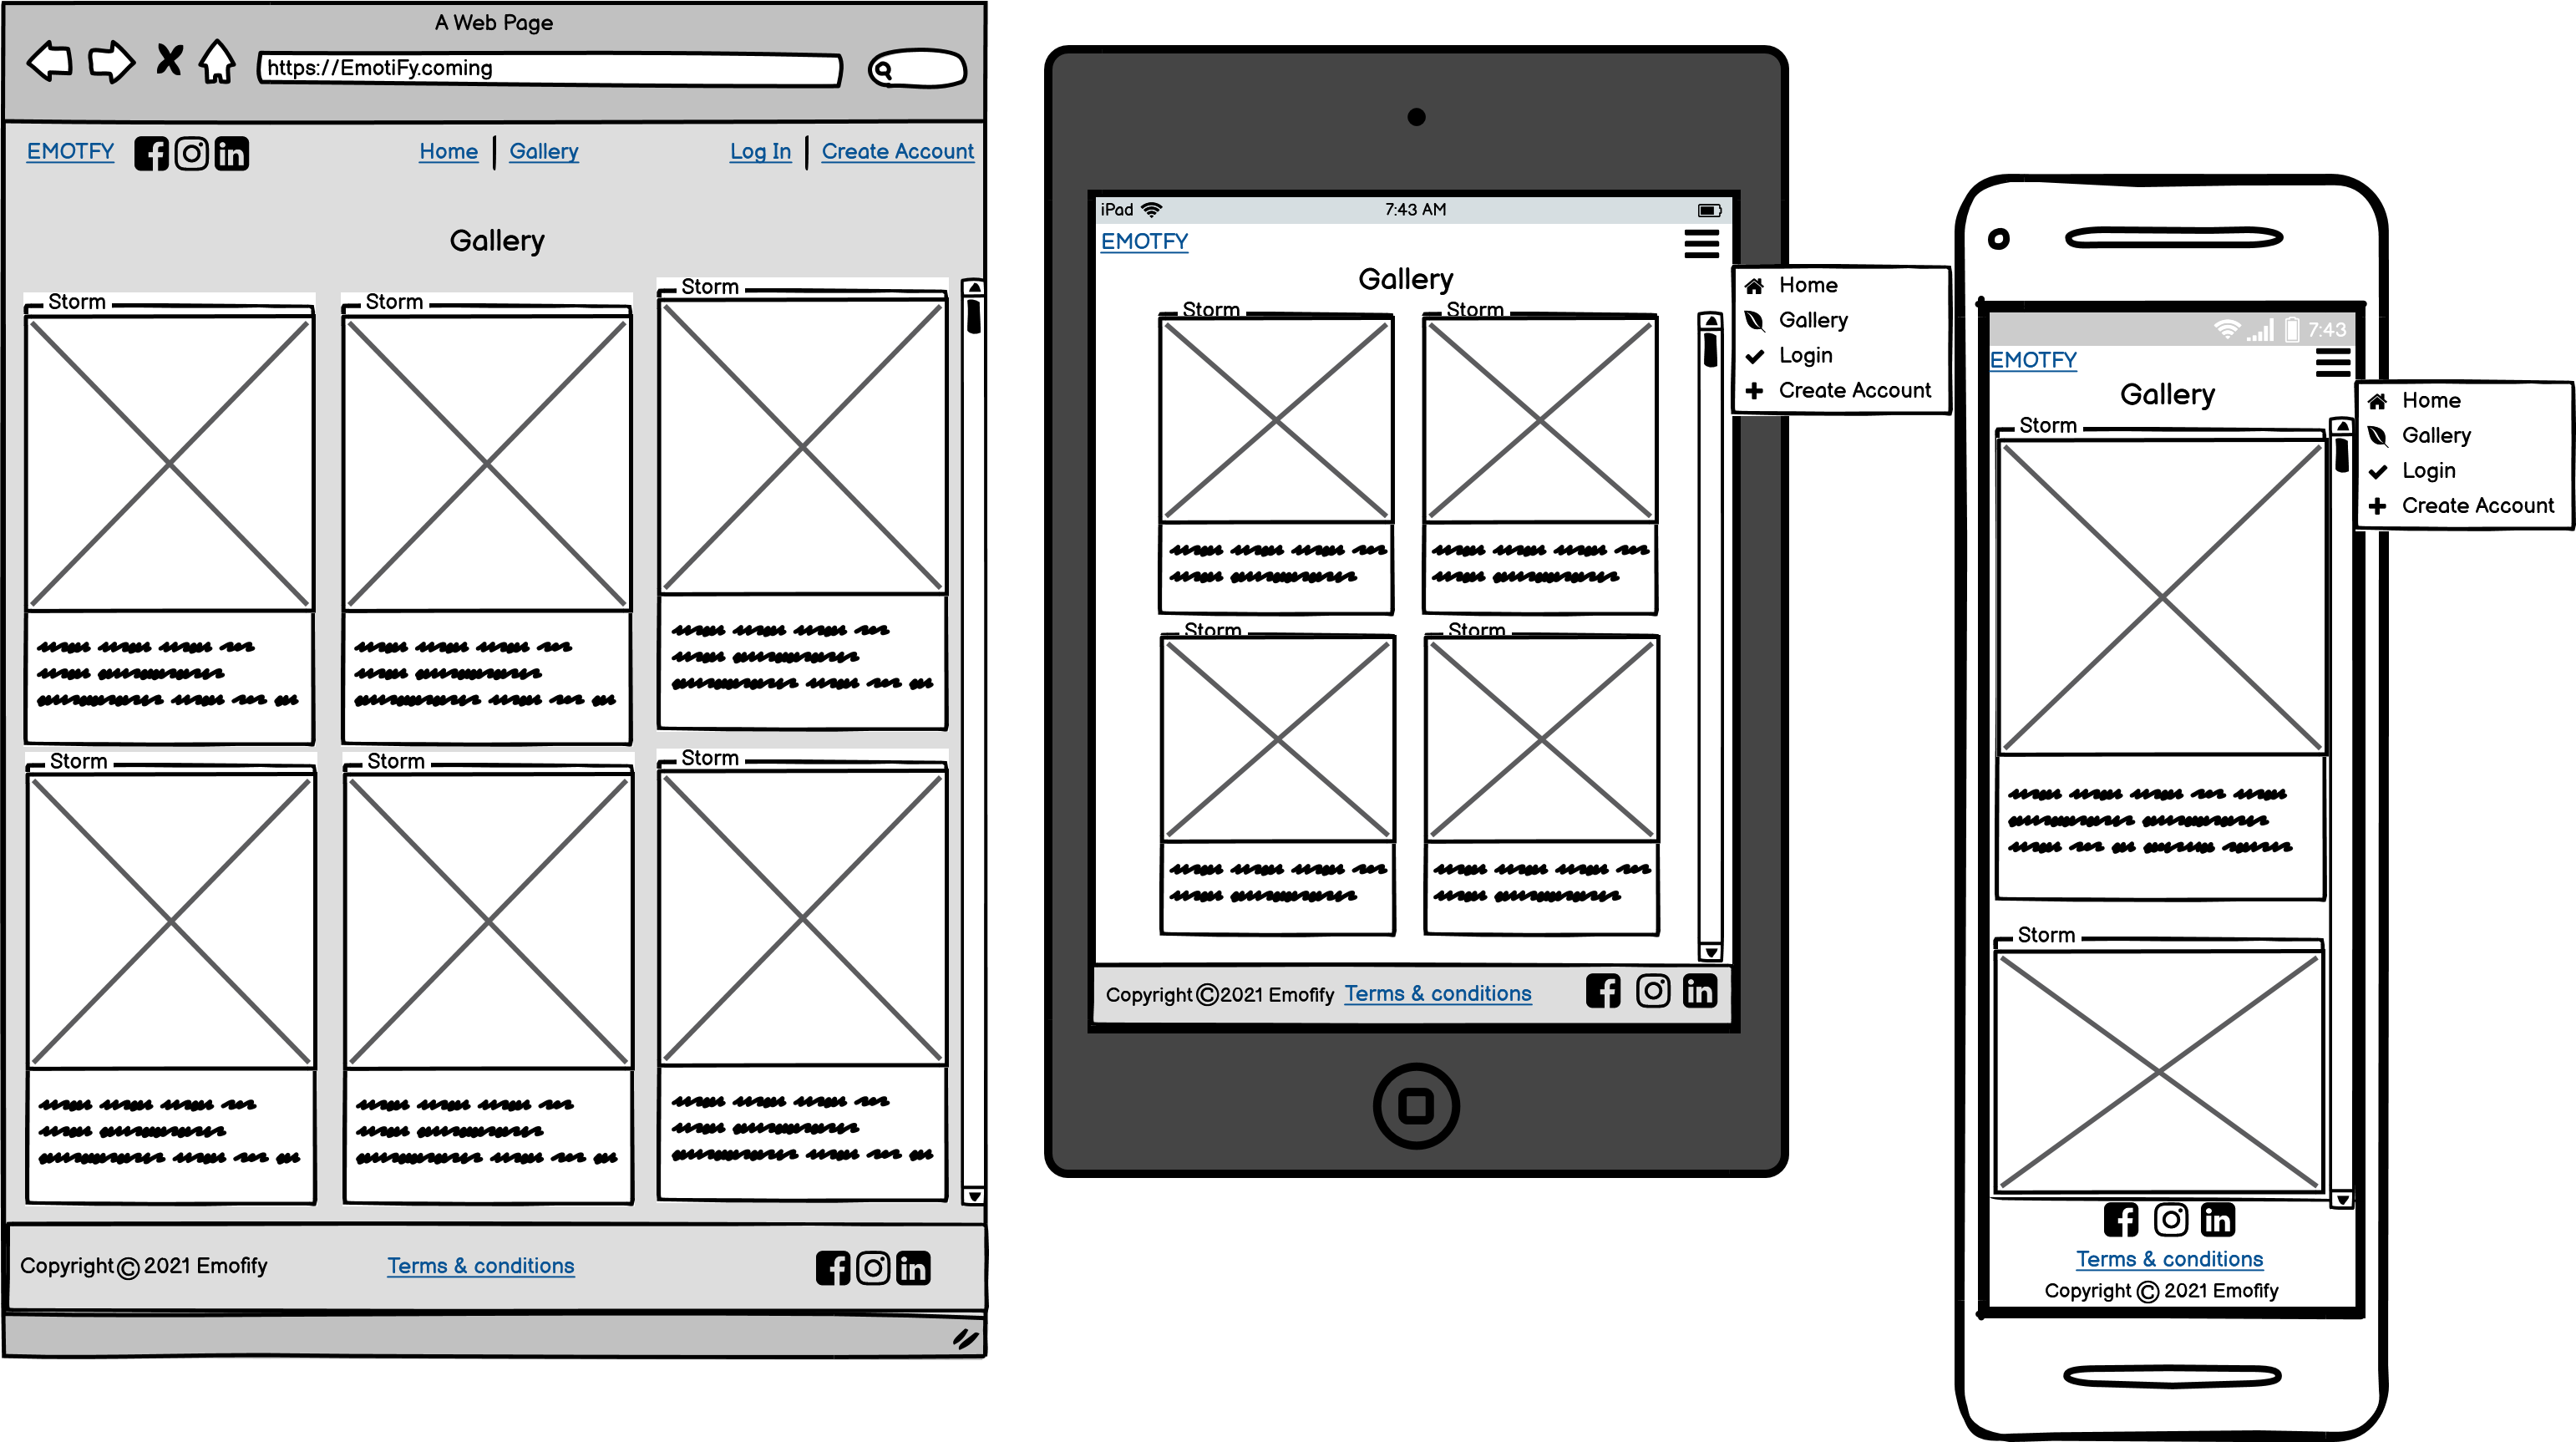 A Web Page
https://EmotiFy.coming
EMOTFY Home Gallery Log In Create Account
Gallery
Storm Storm Storm
Storm Storm Storm
Copyright © 2021 Emofify Terms & conditions
iPad 7:43 AM
EMOTFY
Gallery
Storm Storm
Storm Storm
Copyright ©2021 Emofify Terms & conditions
Home
Gallery
Login
Create Account
7:43
EMOTFY
Gallery
Storm
Storm
Terms & conditions
Copyright © 2021 Emofify
Home
Gallery
Login
Create Account